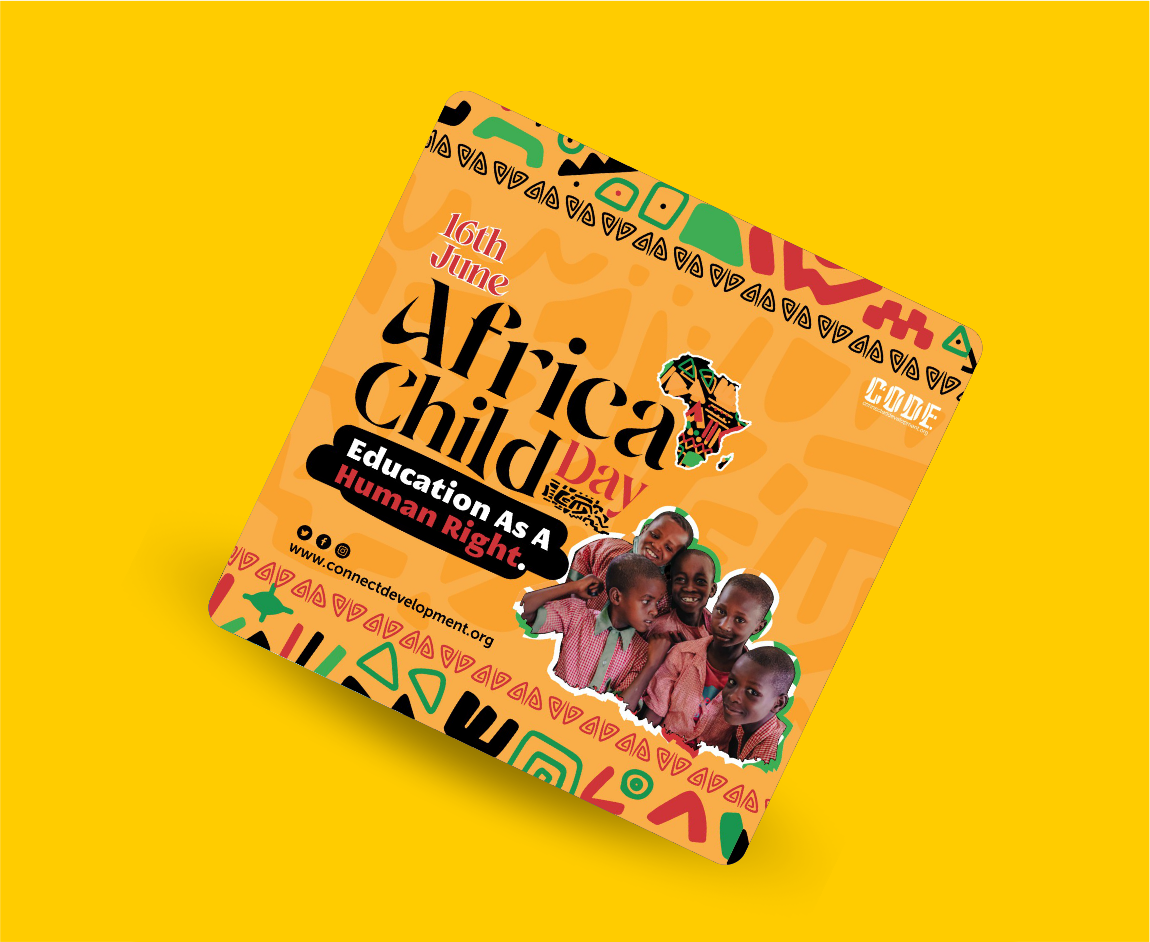 16th
June
Africa
Child
Day
Education As A
Human Right.
www.connectdevelopment.org
CODE